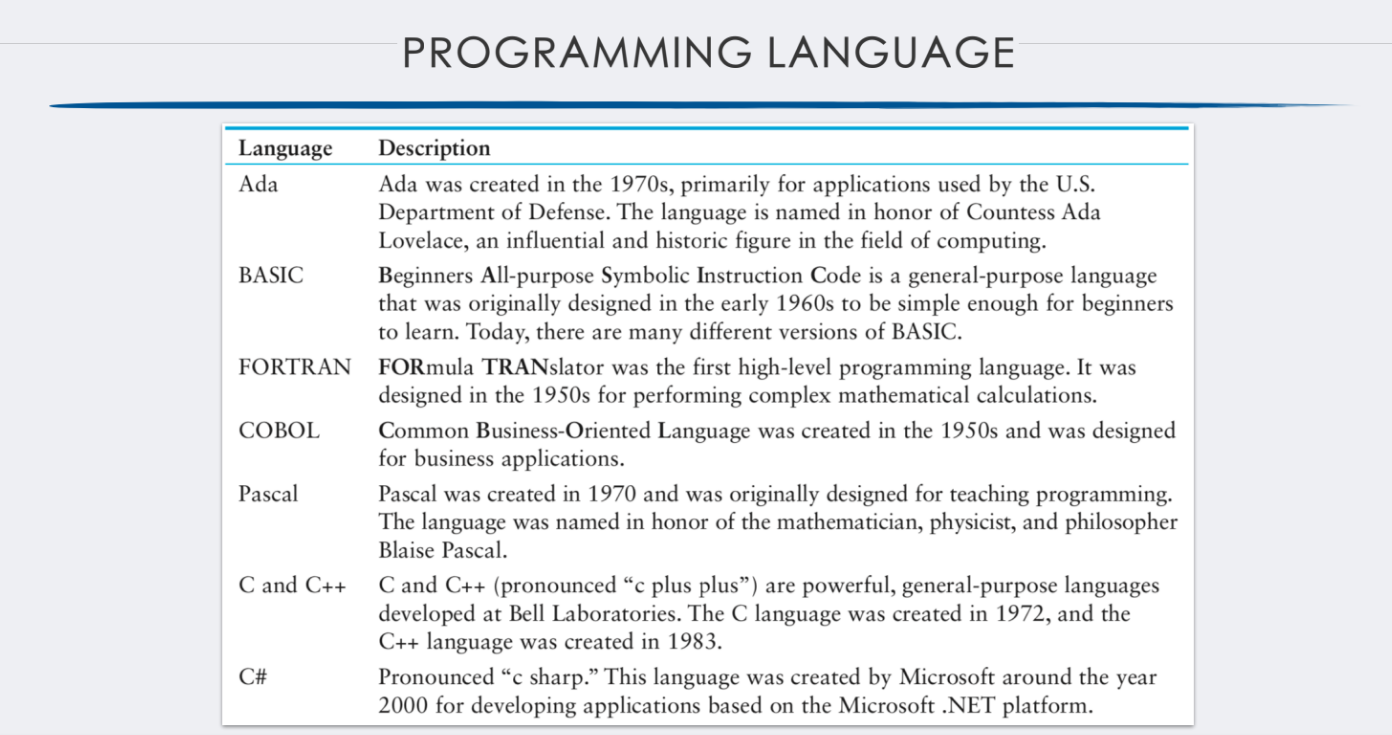 PROGRAMMING LANGUAGE
Language Description
Ada Ada was created in the 1970s, primarily for applications used by the U.S.
Department of Defense. The language is named in honor of Countess Ada
Lovelace, an influential and historic figure in the field of computing.
BASIC Beginners All-purpose Symbolic Instruction Code is a general-purpose language
that was originally designed in the early 1960s to be simple enough for beginners
to learn. Today, there are many different versions of BASIC.
FORTRAN FORmula TRANslator was the first high-level programming language. It was
designed in the 1950s for performing complex mathematical calculations.
COBOL Common Business-Oriented Language was created in the 1950s and was designed
for business applications.
Pascal Pascal was created in 1970 and was originally designed for teaching programming.
The language was named in honor of the mathematician, physicist, and philosopher
Blaise Pascal.
C and C++ C and C++ (pronounced “c plus plus”) are powerful, general-purpose languages
developed at Bell Laboratories. The C language was created in 1972, and the
C++ language was created in 1983.
C# Pronounced “c sharp.” This language was created by Microsoft around the year
2000 for developing applications based on the Microsoft .NET platform.